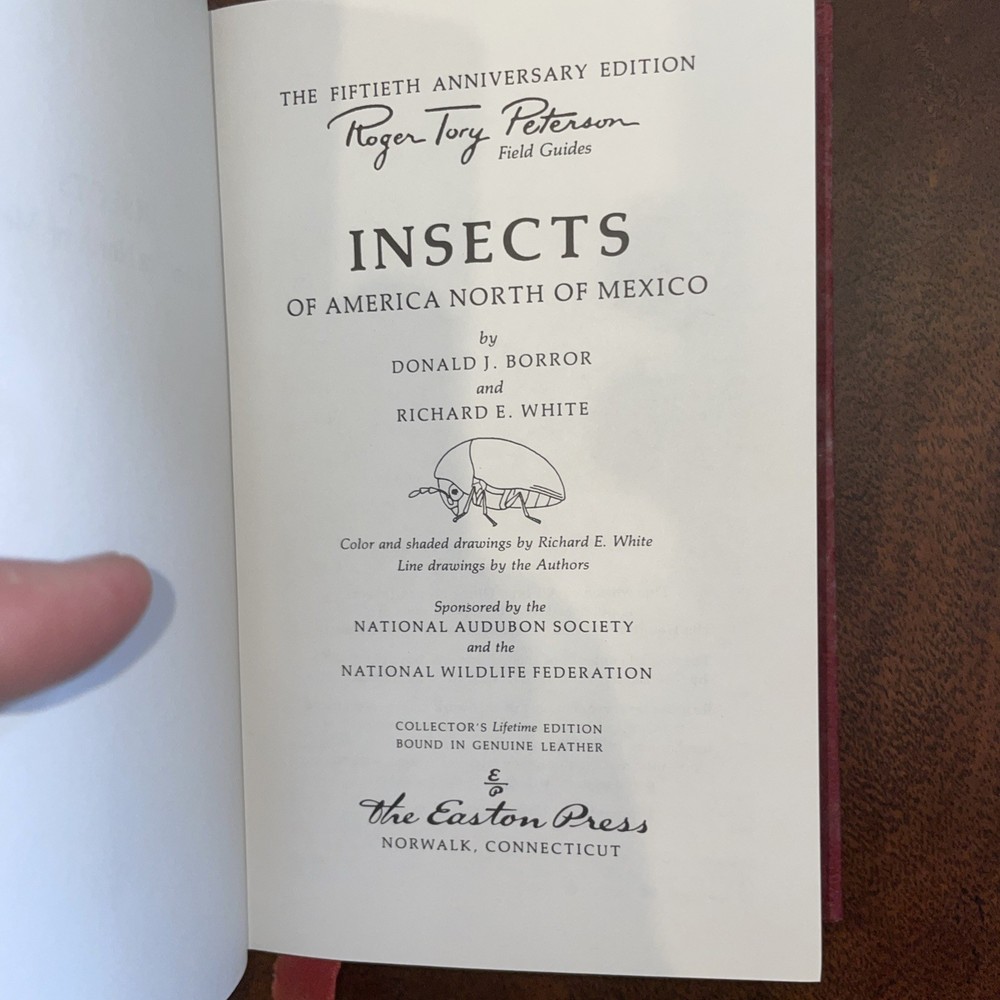 THE FIFTIETH ANNIVERSARY EDITION
Roger Tory Peterson
Field Guides
INSECTS
OF AMERICA NORTH OF MEXICO
by
DONALD J. BORROR
and
RICHARD E. WHITE
Color and shaded drawings by Richard E. White
Line drawings by the Authors
Sponsored by the
NATIONAL AUDUBON SOCIETY
and the
NATIONAL WILDLIFE FEDERATION
COLLECTOR'S Lifetime EDITION
BOUND IN GENUINE LEATHER
E
P
The Easton Press
NORWALK, CONNECTICUT